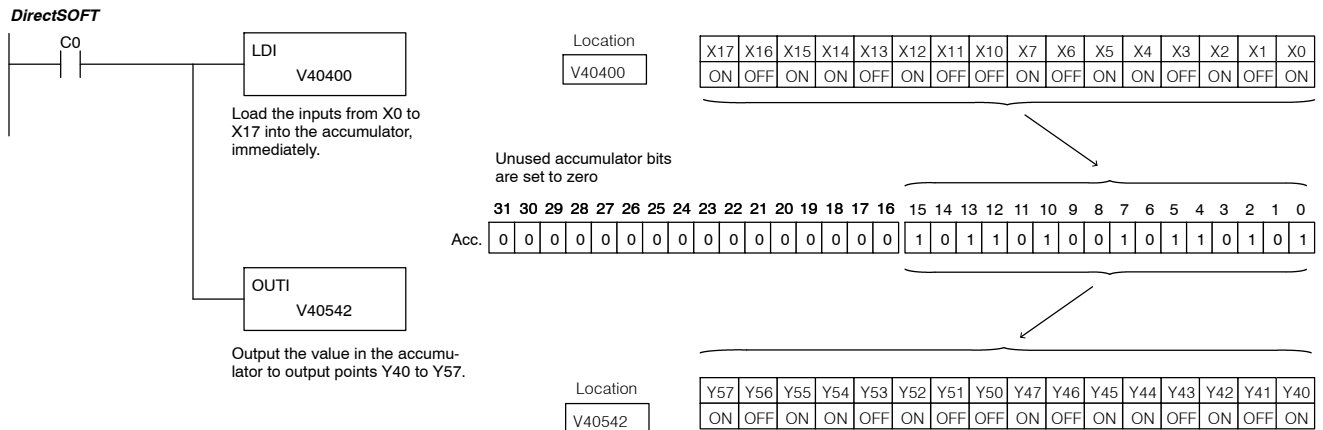 DirectSOFT
C0
LDI
V40400
Load the inputs from X0 to
X17 into the accumulator,
immediately.
Location
V40400
X17 X16 X15 X14 X13 X12 X11 X10 X7 X6 X5 X4 X3 X2 X1 X0
ON OFF ON ON OFF ON OFF OFF ON OFF ON ON OFF ON OFF ON
Unused accumulator bits
are set to zero
31 30 29 28 27 26 25 24 23 22 21 20 19 18 17 16 15 14 13 12 11 10 9 8 7 6 5 4 3 2 1 0
Acc. 0 0 0 0 0 0 0 0 0 0 0 0 0 0 0 0 1 0 1 1 0 1 0 0 1 0 1 1 0 1 0 1
OUTI
V40542
Output the value in the accumu-
lator to output points Y40 to Y57.
Location
V40542
Y57 Y56 Y55 Y54 Y53 Y52 Y51 Y50 Y47 Y46 Y45 Y44 Y43 Y42 Y41 Y40
ON OFF ON ON OFF ON OFF OFF ON OFF ON ON OFF ON OFF ON